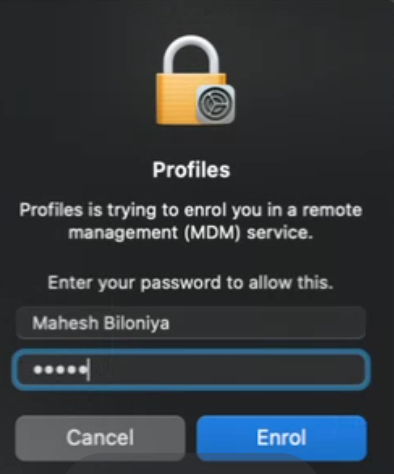 Profiles
Profiles is trying to enrol you in a remote
management (MDM) service.
Enter your password to allow this.
Mahesh Biloniya
•••••
Cancel
Enrol